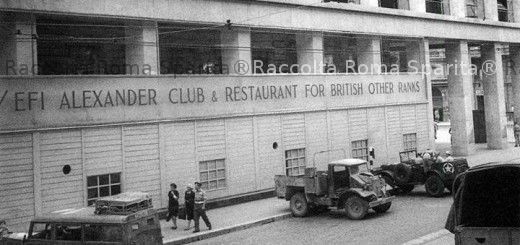 Raccolta Roma Sparita® Raccolta Roma Sparita® Raccolta Roma Sparita®
/EFI ALEXANDER CLUB & RESTAURANT FOR BRITISH OTHER RANKS